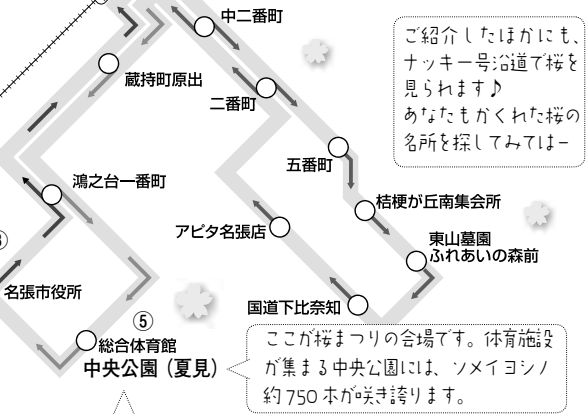 中二番町
蔵持町原出
二番町
五番町
鴻之台一番町
桔梗が丘南集会所
アピタ名張店
東山墓園
ふれあいの森前
名張市役所
国道下比奈知
⑤
総合体育館
中央公園（夏見）
ご紹介したほかにも、
ナッキー号沿道で桜を
見られます♪
あなたもかくれた桜の
名所を探してみてはー
ここが桜まつりの会場です。体育施設
が集まる中央公園には、ソメイヨシノ
約750本が咲き誇ります。